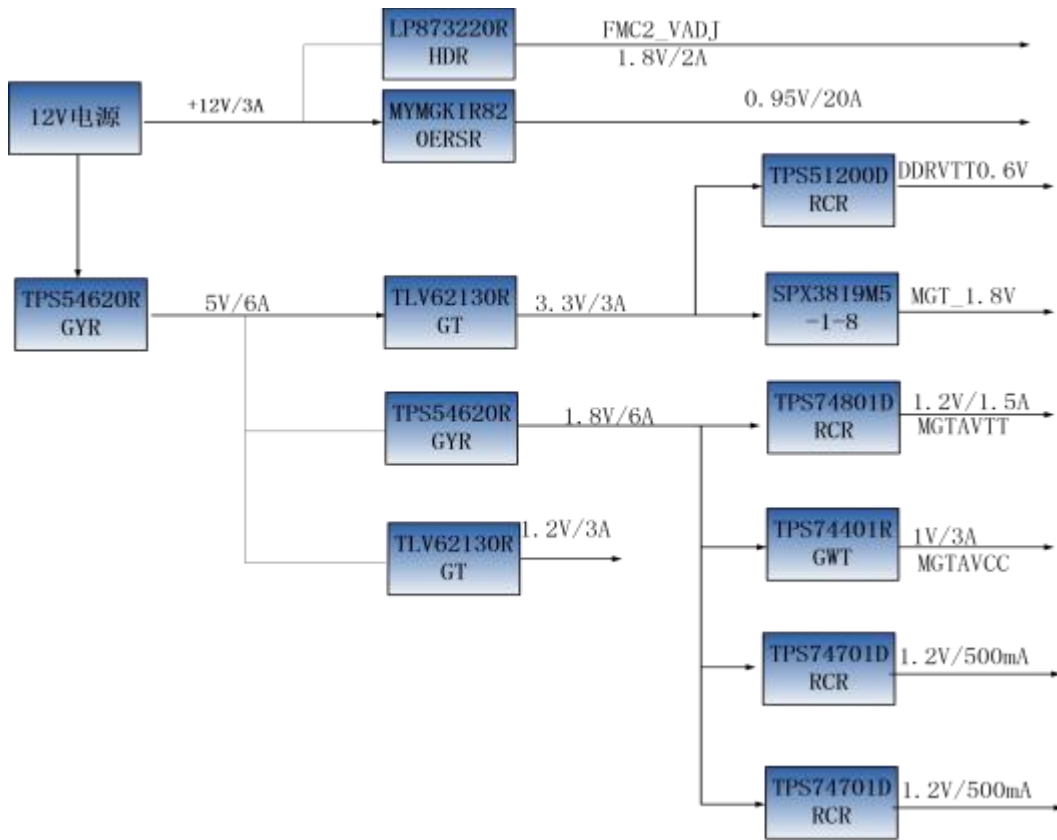 LP873220R
HDR
FMC2_VADJ
1.8V/2A
12V电源
+12V/3A
MYMGK1R82
0ERSR
0.95V/20A
TPS51200D
RCR
DDRVTT0.6V
TPS54620R
GYR
5V/6A
TLV62130R
GT
3.3V/3A
SPX3819M5
-1-8
MGT_1.8V
TPS54620R
GYR
1.8V/6A
TPS74801D
RCR
1.2V/1.5A
MGTAVTT
TLV62130R
GT
1.2V/3A
TPS74401R
GWT
1V/3A
MGTAVCC
TPS74701D
RCR
1.2V/500mA
TPS74701D
RCR
1.2V/500mA